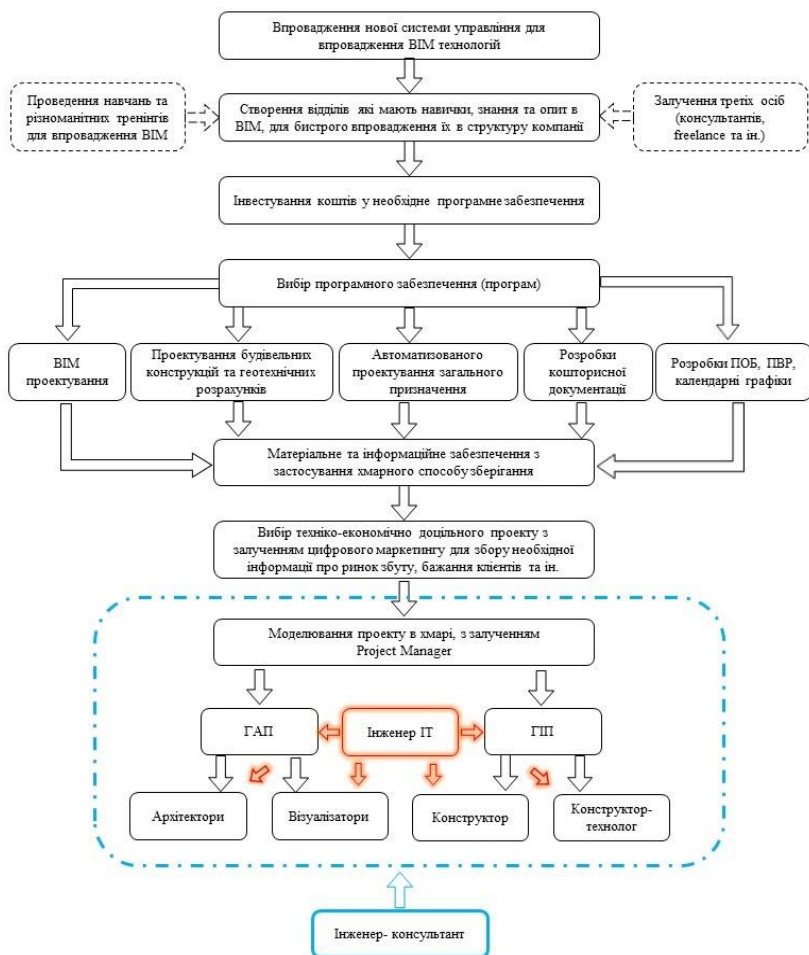 Впровадження нової системи управління для
впровадження BIM технологій
Проведення навчань та
різноманітних тренінгів
для впровадження BIM
Створення відділів які мають навички, знання та опит в
BIM, для бистрого впровадження їх в структуру компанії
Залучення третіх осіб
(консультантів,
freelance та ін.)
Інвестування коштів у необхідне програмне забезпечення
Вибір програмного забезпечення (програм)
BIM
проектування
Проектування будівельних
конструкцій та геотехнічних
розрахунків
Автоматизованого
проектування загального
призначення
Розробки
кошторисної
документації
Розробки ПОБ, ПВР,
календарні графіки
Матеріальне та інформаційне забезпечення з
застосування хмарного способу зберігання
Вибір техніко-економічно доцільного проекту з
залученням цифрового маркетингу для збору необхідної
інформації про ринок збуту, бажання клієнтів та ін.
Моделювання проекту в хмарі, з залученням
Project Manager
ГАП
Інженер ІТ
ГІП
Архітектори
Візуалізатори
Конструктор
Конструктор-
технолог
Інженер- консультант